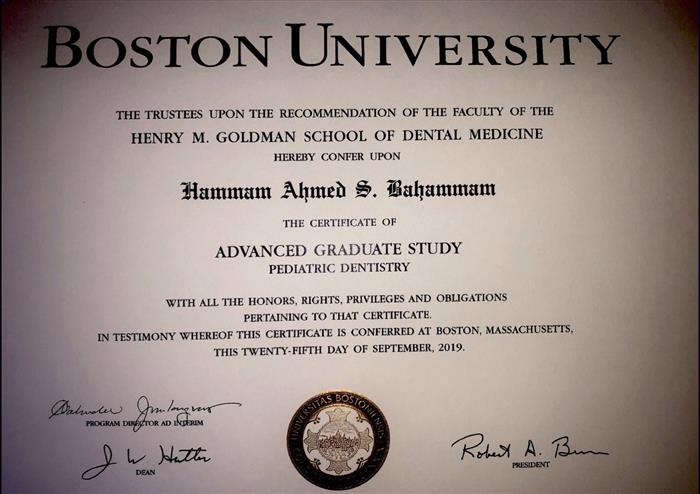 BOSTON UNIVERSITY
THE TRUSTEES UPON THE RECOMMENDATION OF THE FACULTY OF THE
HENRY M. GOLDMAN SCHOOL OF DENTAL MEDICINE
HEREBY CONFER UPON
Hammam Ahmed S. Bahammam
THE CERTIFICATE OF
ADVANCED GRADUATE STUDY
PEDIATRIC DENTISTRY
WITH ALL THE HONORS, RIGHTS, PRIVILEGES AND OBLIGATIONS
PERTAINING TO THAT CERTIFICATE.
IN TESTIMONY WHEREOF THIS CERTIFICATE IS CONFERRED AT BOSTON, MASSACHUSETTS,
THIS TWENTY-FIFTH DAY OF SEPTEMBER, 2019.
PROGRAM DIRECTOR AD INTERIM
J W Hutter
DEAN
UNIVERSITAS BOSTONIENSIS
Robert A. Brown
PRESIDENT